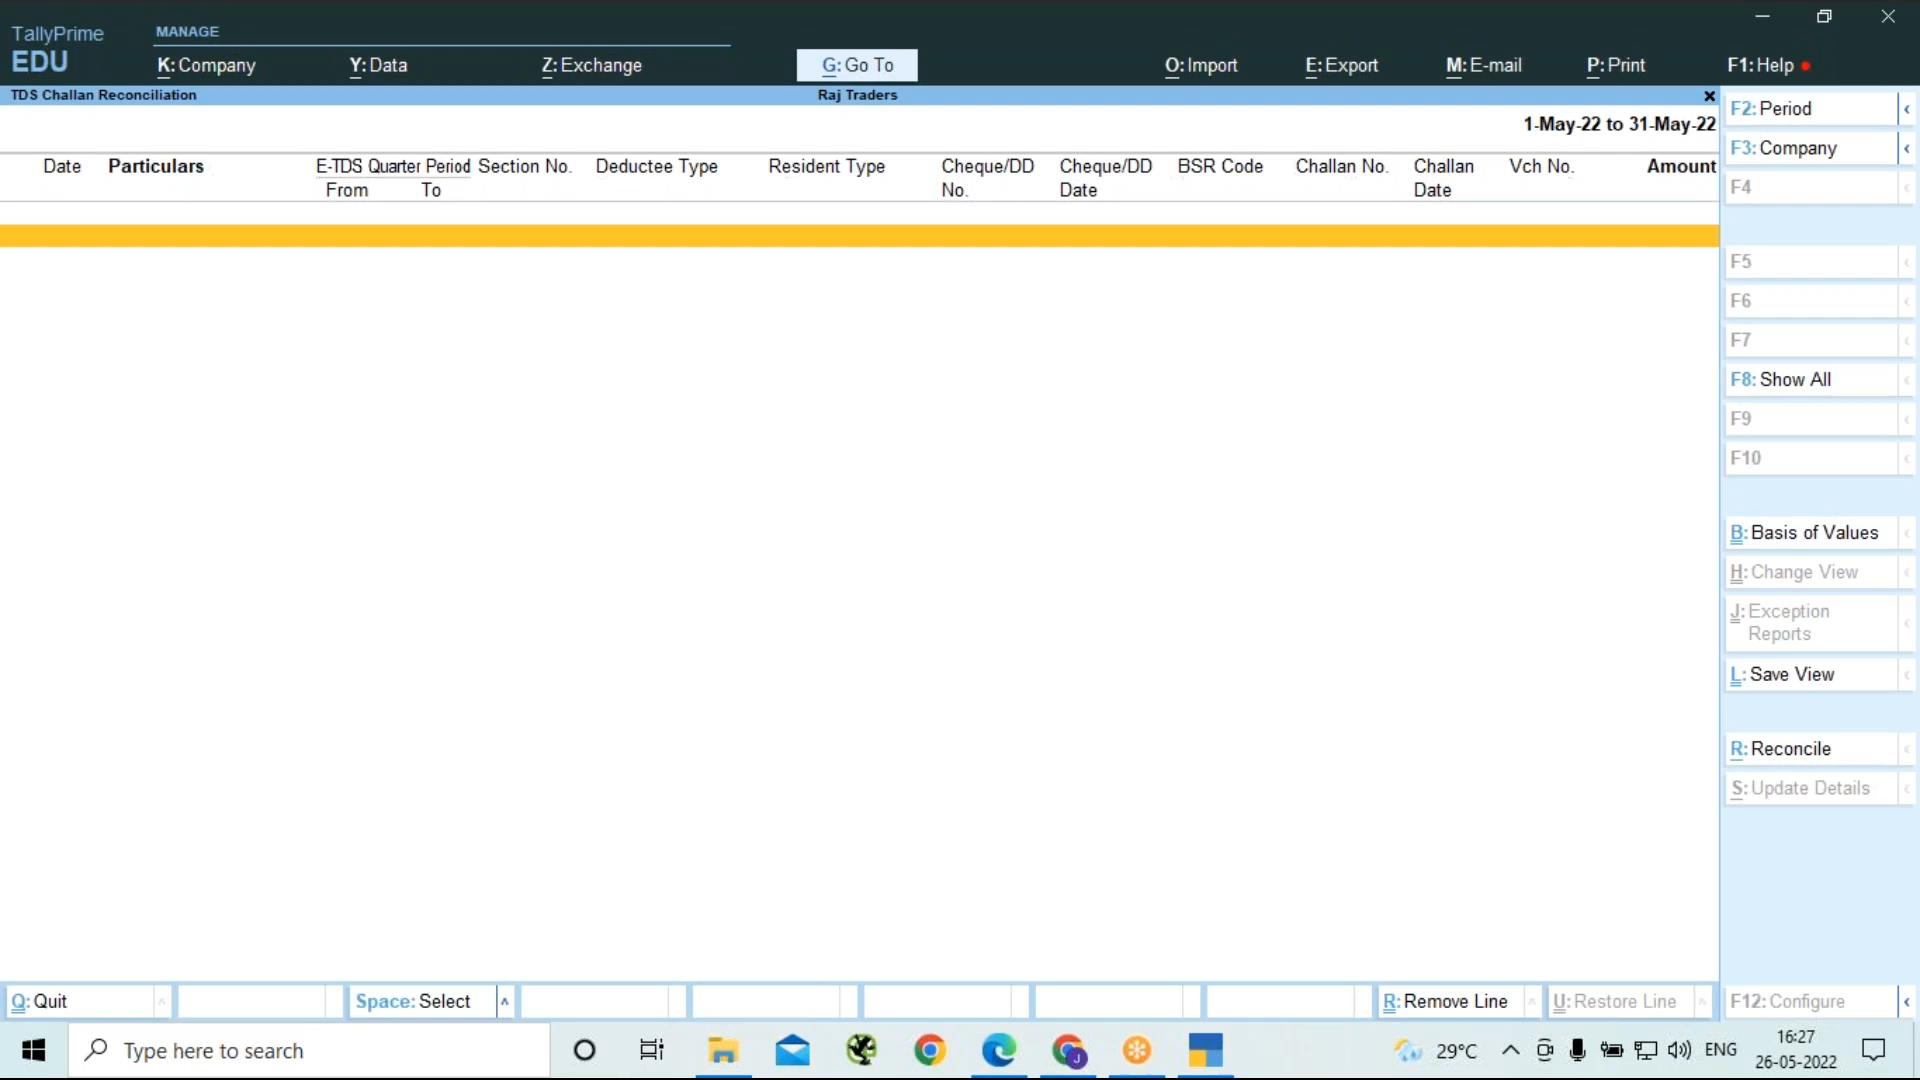 TallyPrime
EDU
MANAGE
K: Company
Y: Data
Z: Exchange
G: Go To
O: Import
E: Export
M: E-mail
P: Print
F1: Help
TDS Challan Reconciliation
Raj Traders
1-May-22 to 31-May-22
Date
Particulars
E-TDS Quarter Period
From
To
Section No.
Deductee Type
Resident Type
Cheque/DD
No.
Cheque/DD
Date
BSR Code
Challan No.
Challan
Date
Vch No.
Amount
F2: Period
F3: Company
F4
F5
F6
F7
F8: Show All
F9
F10
B: Basis of Values
H: Change View
J: Exception
Reports
L: Save View
R: Reconcile
S: Update Details
Q: Quit
Space: Select
R: Remove Line
U: Restore Line
F12: Configure
Type here to search
29°C
ENG
16:27
26-05-2022